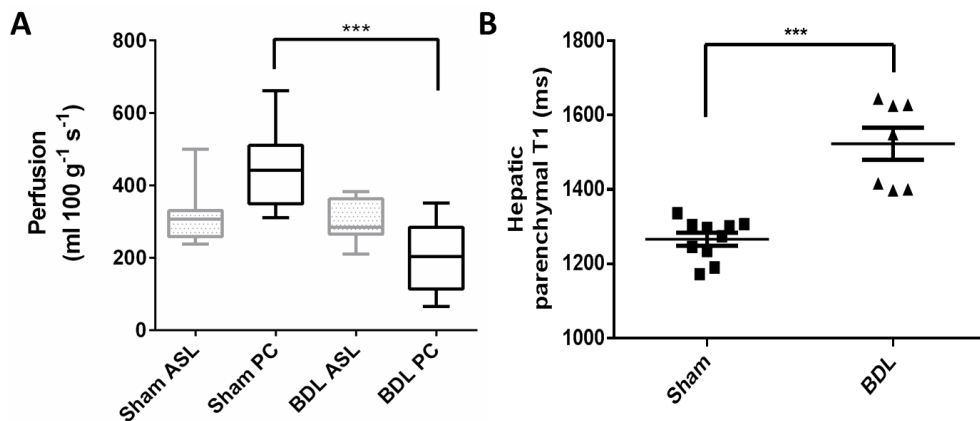 A
Perfusion
(ml 100 g⁻¹ s⁻¹)
800
600
400
200
0
***
Sham ASL
Sham PC
BDL ASL
BDL PC
B
Hepatic
parenchymal T1 (ms)
1800
1600
1400
1200
1000
***
Sham
BDL